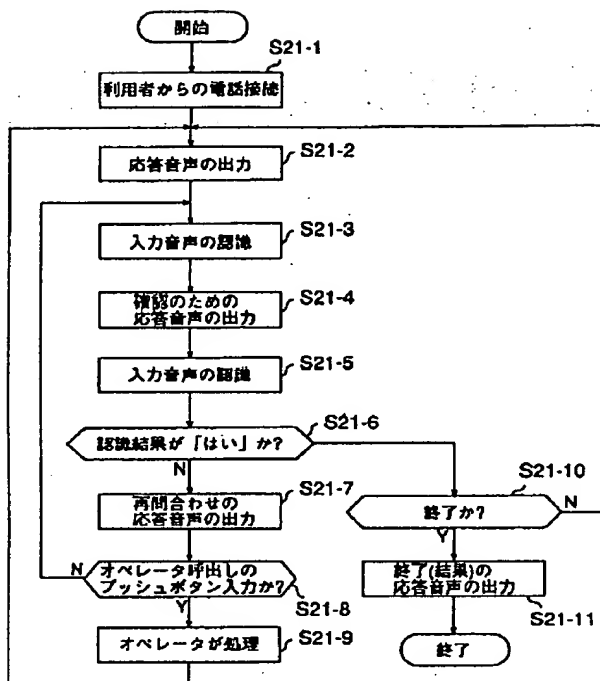 開始
S21-1
利用者からの電話接続
応答音声の出力
S21-2
入力音声の認識
S21-3
確認のための
応答音声の出力
S21-4
入力音声の認識
S21-5
認識結果が「はい」か?
S21-6
N
再問合わせの
応答音声の出力
S21-7
N
オペレータ呼出しの
プッシュボタン入力か?
S21-8
Y
オペレータが処理
S21-9
S21-10
終了か?
N
Y
終了(結果)の
応答音声の出力
S21-11
終了